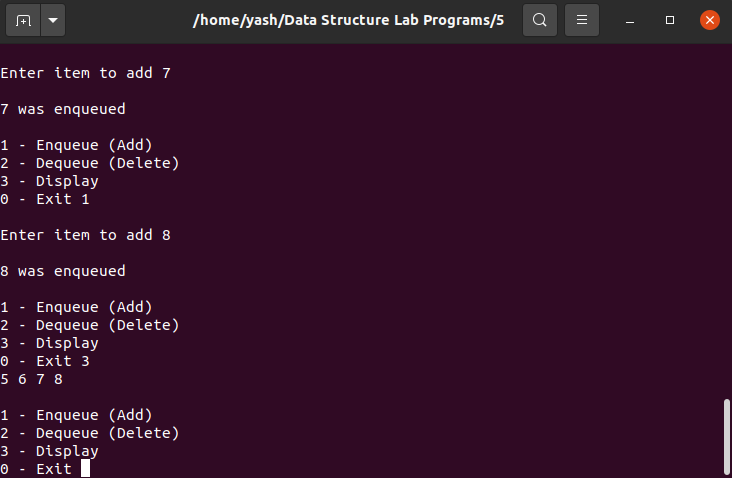 /home/yash/Data Structure Lab Programs/5
Enter item to add 7
7 was enqueued
1 - Enqueue (Add)
2 - Dequeue (Delete)
3 - Display
0 - Exit 1
Enter item to add 8
8 was enqueued
1 - Enqueue (Add)
2 - Dequeue (Delete)
3 - Display
0 - Exit 3
5 6 7 8
1 - Enqueue (Add)
2 - Dequeue (Delete)
3 - Display
0 - Exit